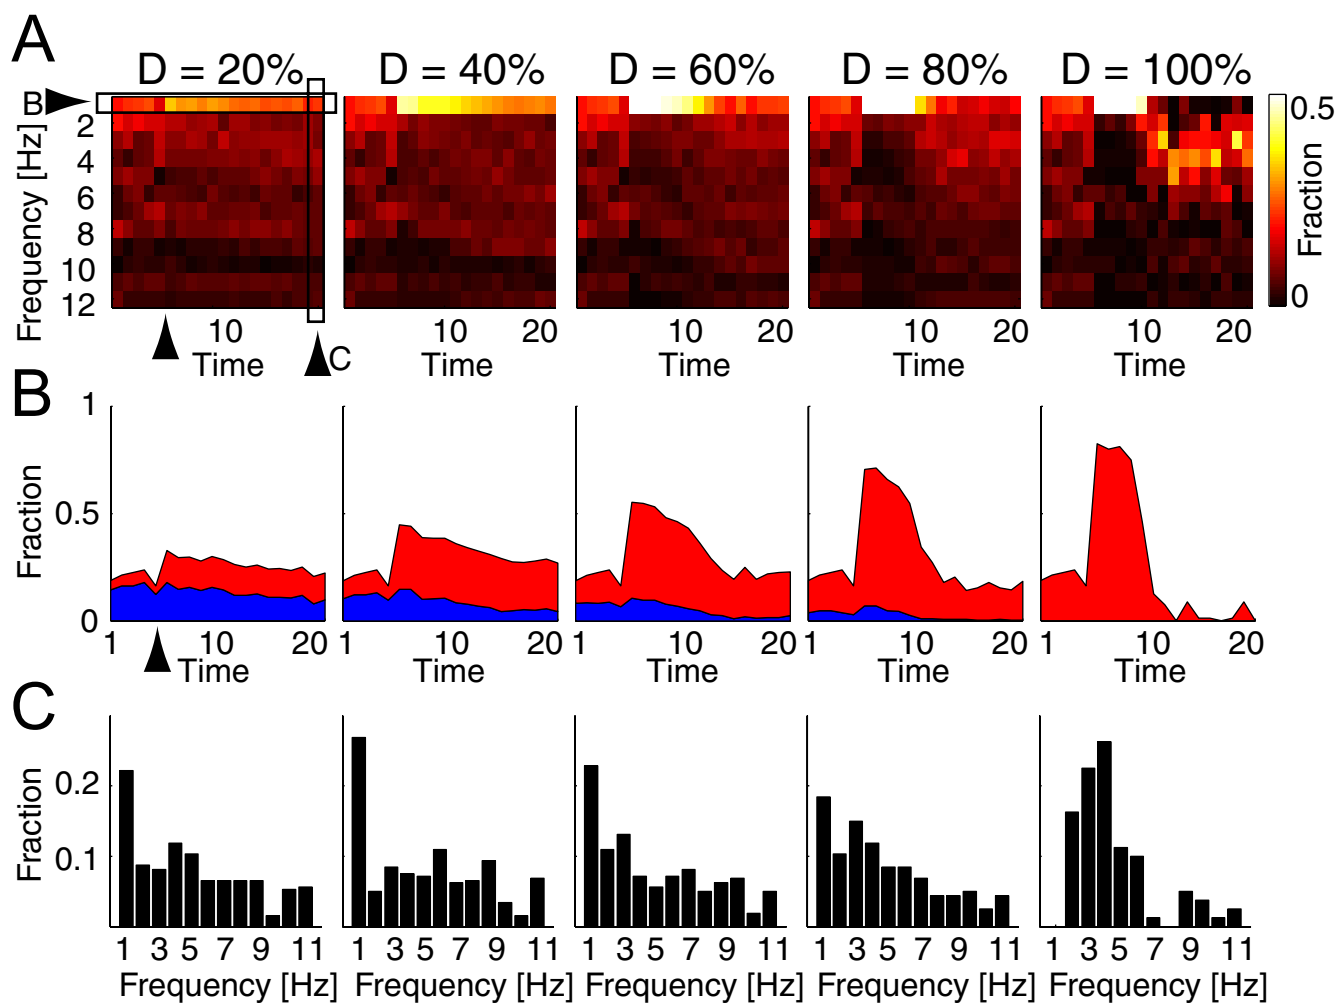 A
D = 20% D = 40% D = 60% D = 80% D = 100%
B
2
4
6
8
10
12
Frequency [Hz]
0.5
0
Fraction
10 10 20 10 20 10 20 10 20
Time Time Time Time Time
C
B
1
0.5
0
Fraction
1 10 20 1 10 20 1 10 20 1 10 20 1 10 20
Time Time Time Time Time
C
0.2
0.1
Fraction
1 3 5 7 9 11 1 3 5 7 9 11 1 3 5 7 9 11 1 3 5 7 9 11 1 3 5 7 9 11
Frequency [Hz] Frequency [Hz] Frequency [Hz] Frequency [Hz] Frequency [Hz]